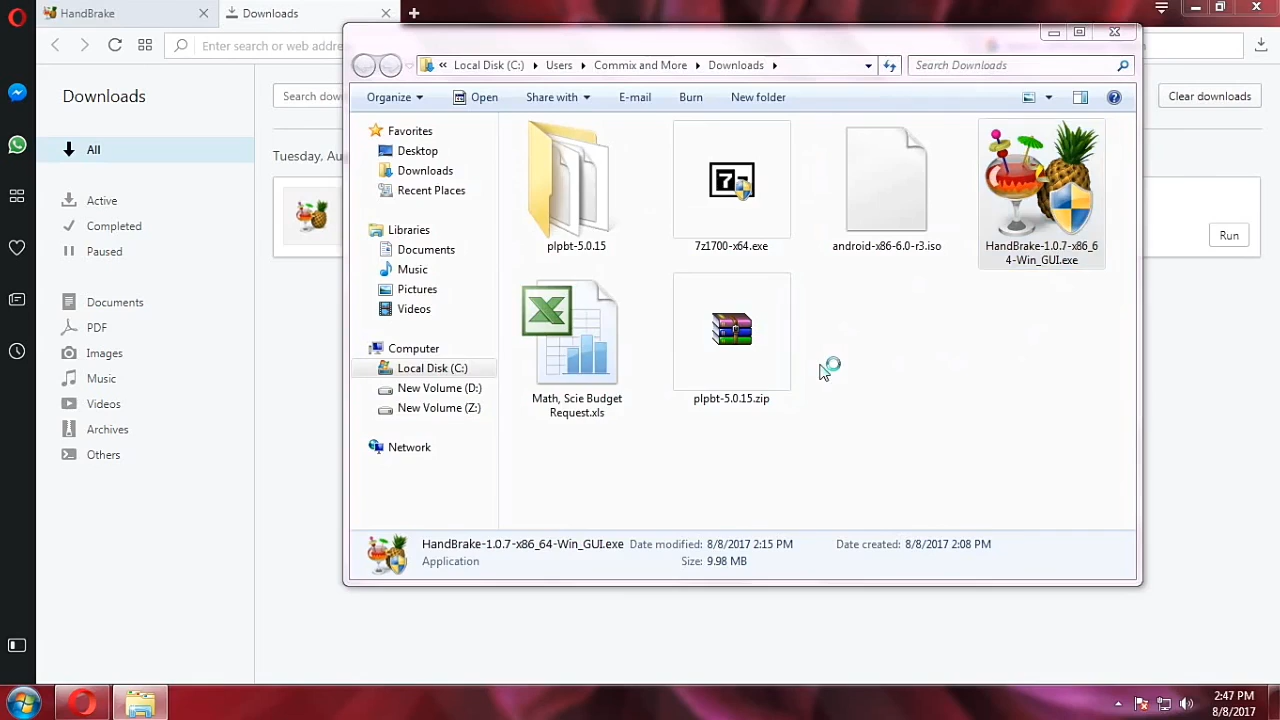 HandBrake
Downloads
Enter search or web addre
Downloads
Search dow
Clear downloads
All
Tuesday, Au
Active
Completed
Paused
Run
Documents
PDF
Images
Music
Videos
Archives
Others
« Local Disk (C:) ▸ Users ▸ Commix and More ▸ Downloads ▸
Search Downloads
Organize
Open
Share with
E-mail
Burn
New folder
Favorites
Desktop
Downloads
Recent Places
Libraries
Documents
Music
Pictures
Videos
Computer
Local Disk (C:)
New Volume (D:)
New Volume (Z:)
Network
plpbt-5.0.15
7z1700-x64.exe
android-x86-6.0-r3.iso
HandBrake-1.0.7-x86_6
4-Win_GUI.exe
Math, Scie Budget
Request.xls
plpbt-5.0.15.zip
HandBrake-1.0.7-x86_64-Win_GUI.exe
Date modified: 8/8/2017 2:15 PM
Date created: 8/8/2017 2:08 PM
Application
Size: 9.98 MB
2:47 PM
8/8/2017